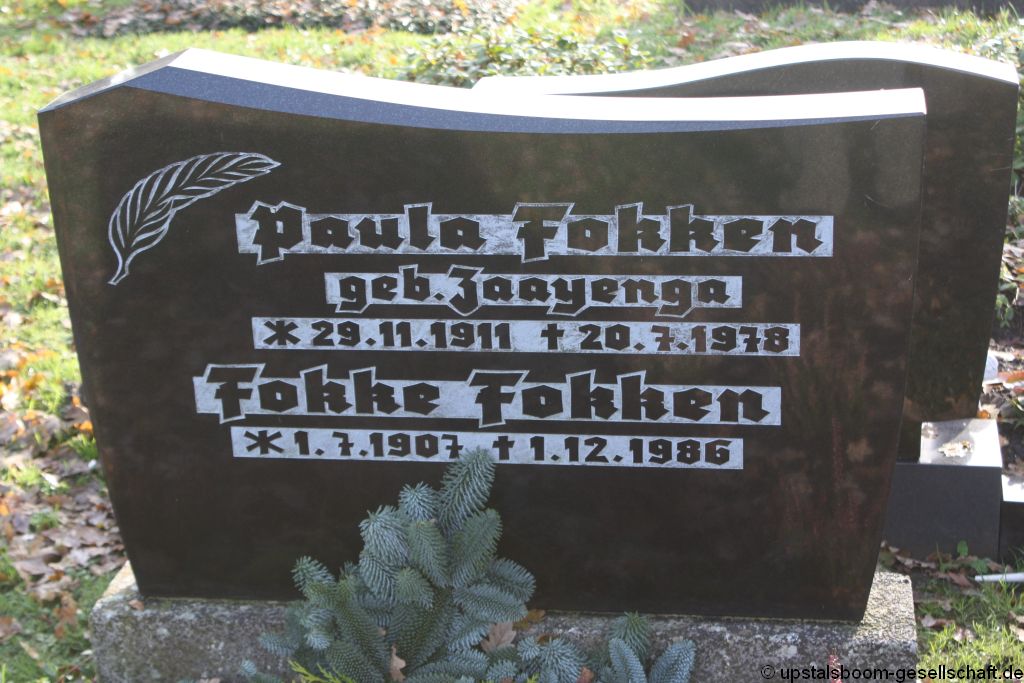 Paula Fokken
geb. Jaayenga
* 29.11.1911 † 20.7.1978
Fokke Fokken
* 1.7.1907 † 1.12.1986
© upstalsboom-gesellschaft.de